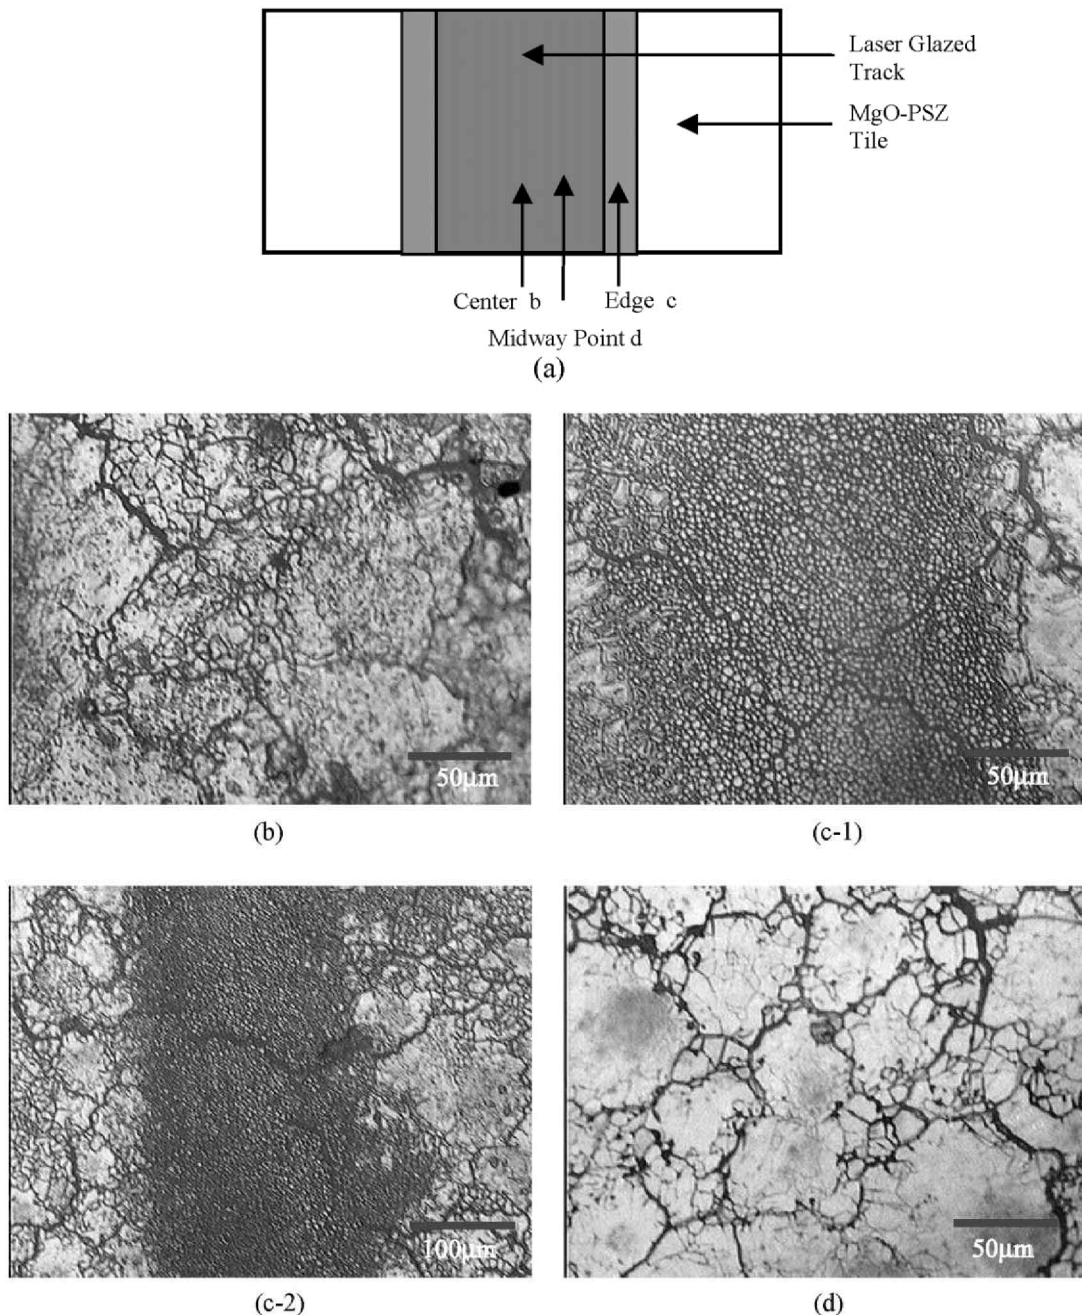 Laser Glazed
Track
MgO-PSZ
Tile
Center b
Edge c
Midway Point d
(a)
50μm
50μm
(b)
(c-1)
100μm
50μm
(c-2)
(d)